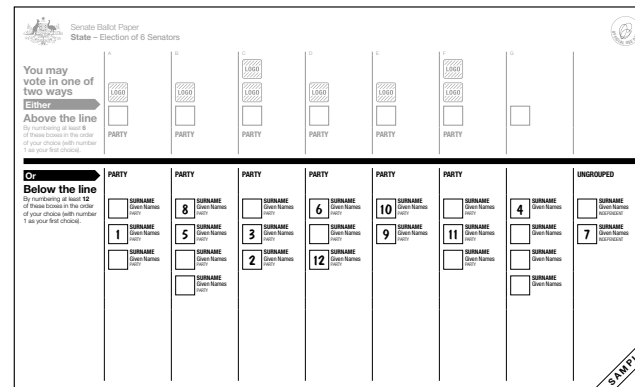 Senate Ballot Paper
State – Election of 6 Senators
A B C D E F G
You may
vote in one of
two ways
Either
Above the line
By numbering at least 6
of these boxes in the order
of your choice (with number
1 as your first choice).
LOGO LOGO
LOGO LOGO LOGO LOGO LOGO LOGO
PARTY PARTY PARTY PARTY PARTY PARTY
Or
Below the line
By numbering at least 12
of these boxes in the order
of your choice (with number
1 as your first choice).
PARTY
SURNAME
Given Names
PARTY
1 SURNAME
Given Names
PARTY
SURNAME
Given Names
PARTY
PARTY
8 SURNAME
Given Names
PARTY
5 SURNAME
Given Names
PARTY
SURNAME
Given Names
PARTY
SURNAME
Given Names
PARTY
PARTY
SURNAME
Given Names
PARTY
3 SURNAME
Given Names
PARTY
2 SURNAME
Given Names
PARTY
PARTY
6 SURNAME
Given Names
PARTY
SURNAME
Given Names
PARTY
12 SURNAME
Given Names
PARTY
PARTY
10 SURNAME
Given Names
PARTY
9 SURNAME
Given Names
PARTY
PARTY
SURNAME
Given Names
PARTY
11 SURNAME
Given Names
PARTY
SURNAME
Given Names
PARTY
4 SURNAME
Given Names
SURNAME
Given Names
SURNAME
Given Names
SURNAME
Given Names
UNGROUPED
SURNAME
Given Names
INDEPENDENT
7 SURNAME
Given Names
INDEPENDENT